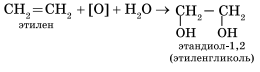 CH₂=CH₂ + [O] + H₂O → CH₂—CH₂
этилен
OH OH
этандиол-1,2
(этиленгликоль)